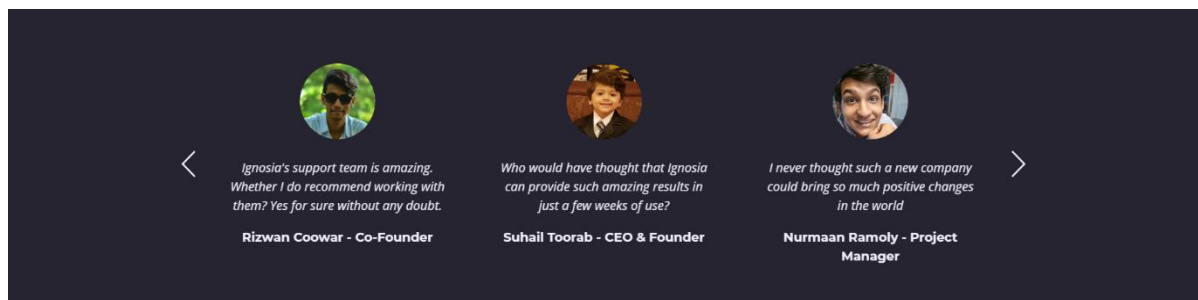 Ignosia's support team is amazing.
Whether I do recommend working with
them? Yes for sure without any doubt.
Rizwan Coowar - Co-Founder
Who would have thought that Ignosia
can provide such amazing results in
just a few weeks of use?
Suhail Toorab - CEO & Founder
I never thought such a new company
could bring so much positive changes
in the world
Nurmaan Ramoly - Project
Manager